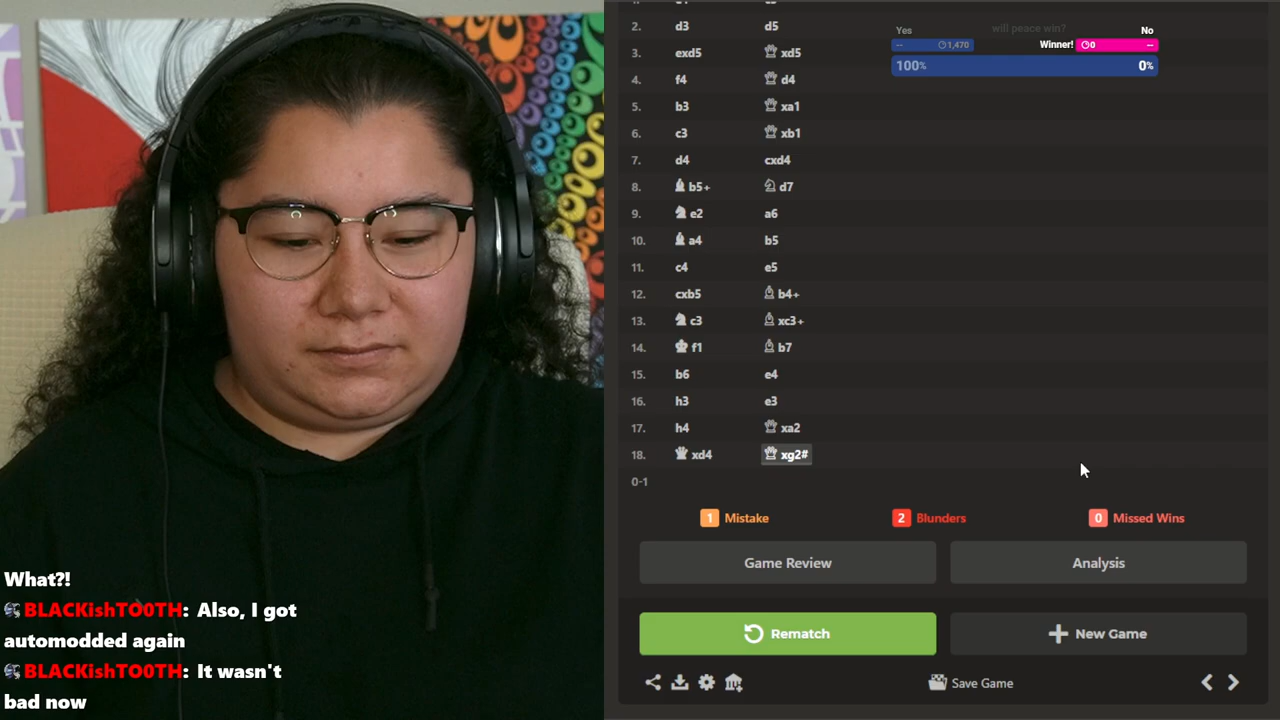 2. d3 d5
3. exd5 xd5
4. f4 d4
5. b3 xa1
6. c3 xb1
7. d4 cxd4
8. b5+ d7
9. e2 a6
10. a4 b5
11. c4 e5
12. cxb5 b4+
13. c3 xc3+
14. f1 b7
15. b6 e4
16. h3 e3
17. h4 xa2
18. xd4 xg2#
0-1
will peace win?
Yes No
-- 1,470 Winner! 0 --
100% 0%
1 Mistake 2 Blunders 0 Missed Wins
Game Review Analysis
Rematch New Game
Save Game
What?!
BLACKishTO0TH: Also, I got
automodded again
BLACKishTO0TH: It wasn't
bad now